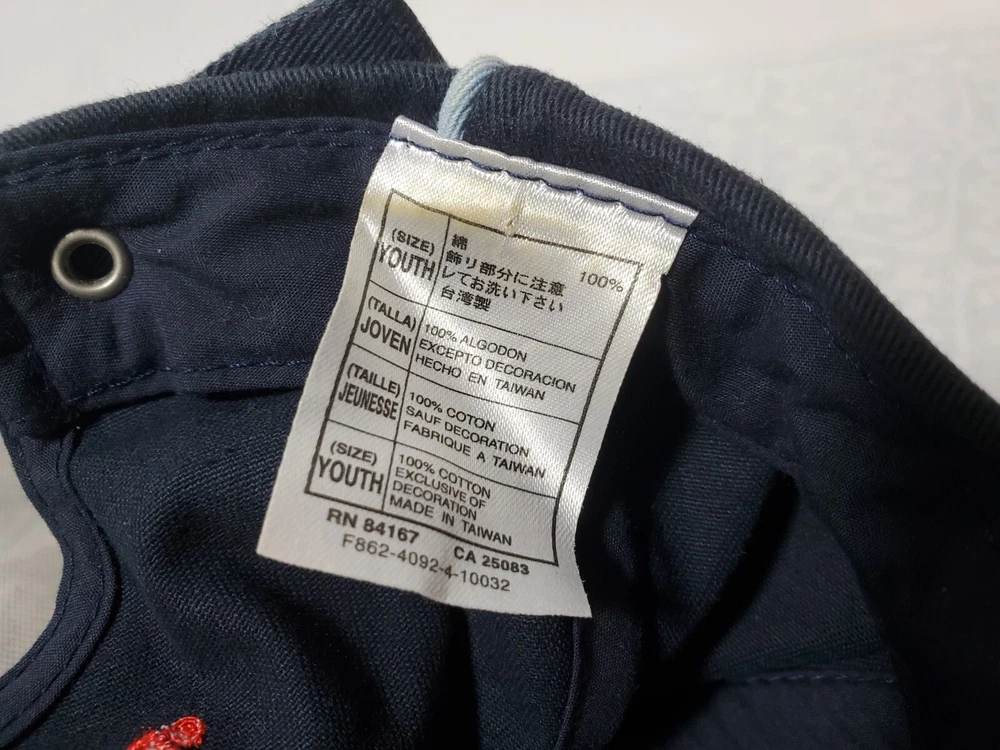 (SIZE)
YOUTH
綿 100%
飾リ部分に注意
レてお洗い下さい
台湾製
(TALLA)
JOVEN
100% ALGODON
EXCEPTO DECORACION
HECHO EN TAIWAN
(TAILLE)
JEUNESSE
100% COTON
SAUF DECORATION
FABRIQUE A TAIWAN
(SIZE)
YOUTH
100% COTTON
EXCLUSIVE OF
DECORATION
MADE IN TAIWAN
RN 84167 CA 25083
F862-4092-4-10032